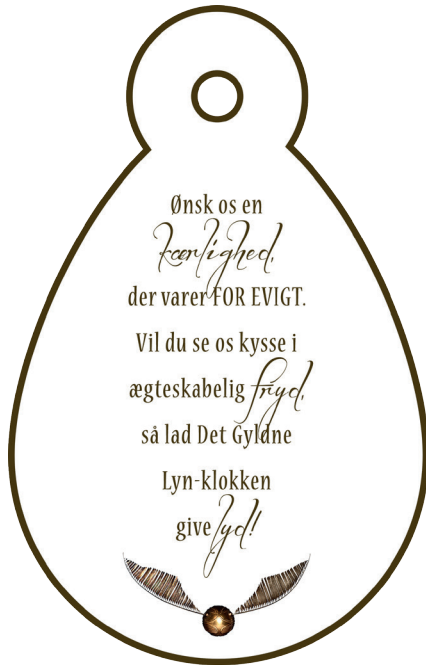 Ønsk os en
kærlighed,
der varer FOR EVIGT.
Vil du se os kysse i
ægteskabelig fryd,
så lad Det Gyldne
Lyn-klokken
give lyd!